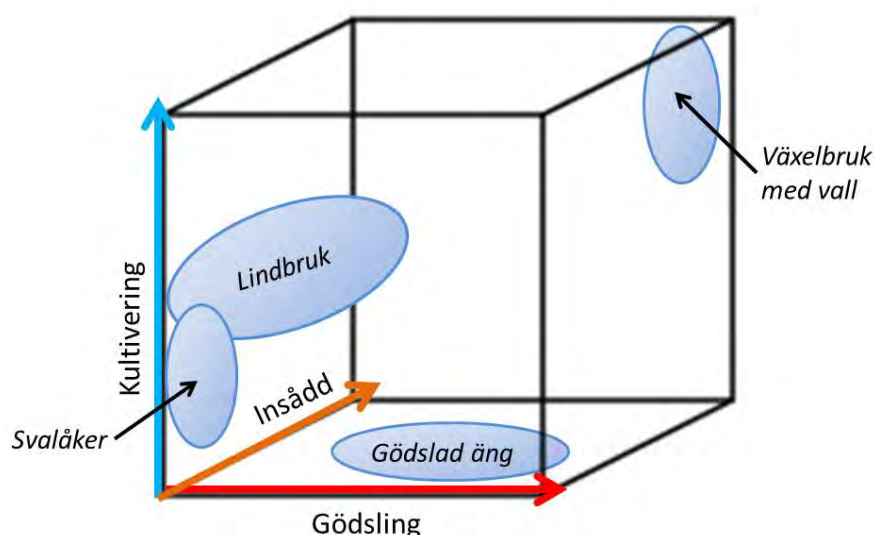 Växelbruk
med vall
Lindbruk
Kultivering
Insådd
Svalåker
Gödslad äng
Gödsling